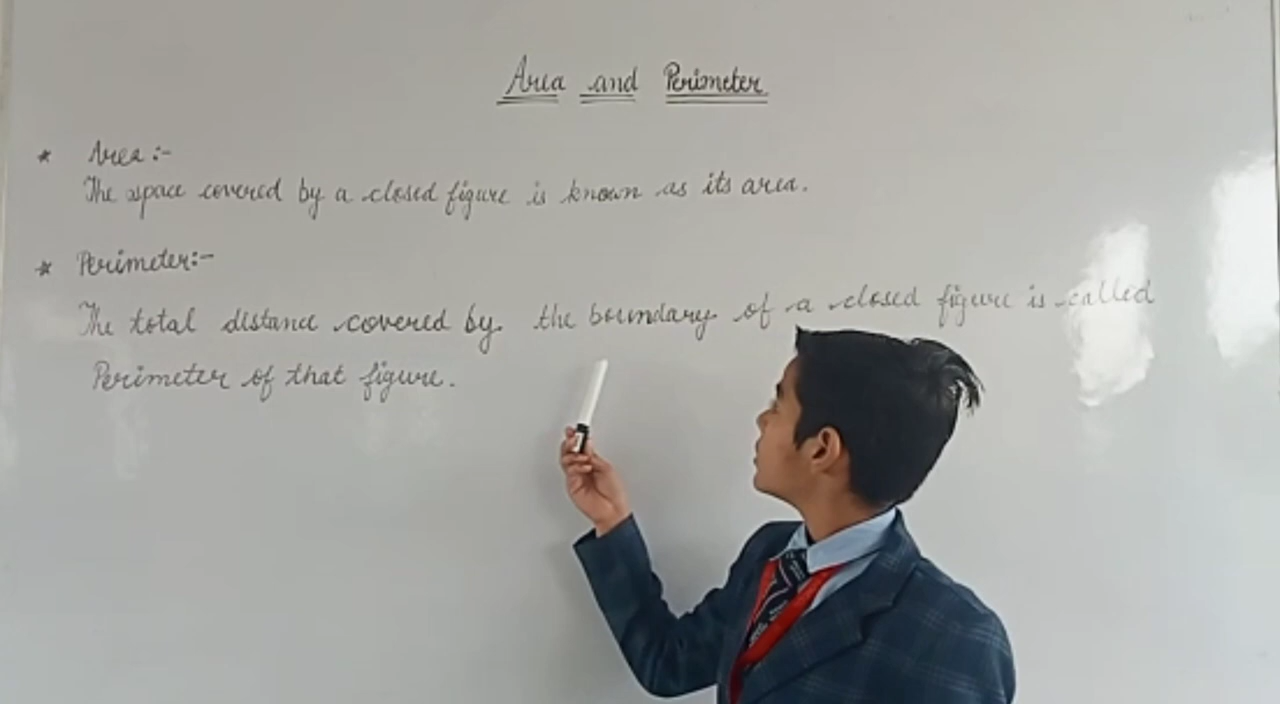 Area and Perimeter
* Area :-
The space covered by a closed figure is known as its area.
* Perimeter:-
The total distance covered by the boundary of a closed figure is called
Perimeter of that figure.